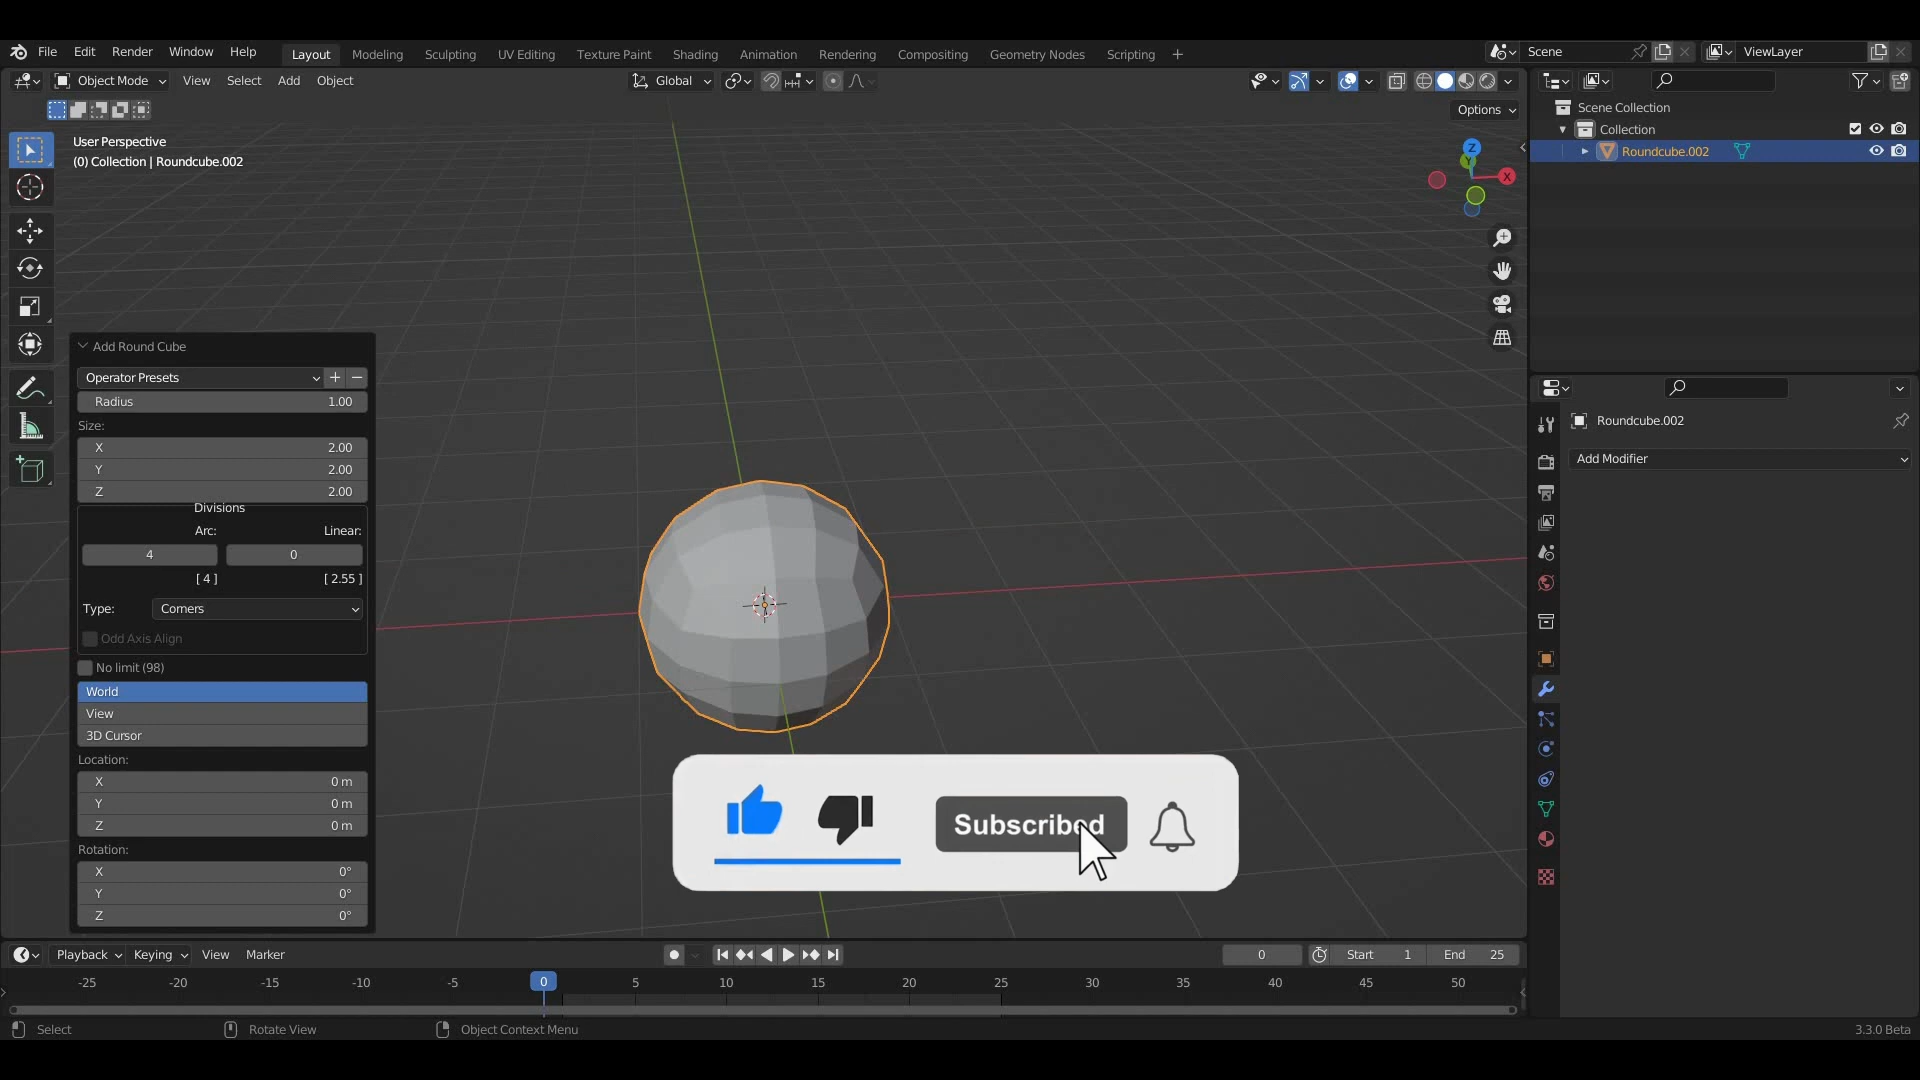 File Edit Render Window Help Layout Modeling Sculpting UV Editing Texture Paint Shading Animation Rendering Compositing Geometry Nodes Scripting + Scene ViewLayer
Object Mode View Select Add Object Global
Options
User Perspective
(0) Collection | Roundcube.002
Z
Y
X
Scene Collection
Collection
Roundcube.002
Roundcube.002
Add Modifier
Add Round Cube
Operator Presets + −
Radius 1.00
Size:
X 2.00
Y 2.00
Z 2.00
Divisions
Arc: Linear:
4 0
[ 4 ] [ 2.55 ]
Type: Corners
Odd Axis Align
No limit (98)
World
View
3D Cursor
Location:
X 0 m
Y 0 m
Z 0 m
Rotation:
X 0°
Y 0°
Z 0°
Subscribed
Playback Keying View Marker 0 Start 1 End 25
-25 -20 -15 -10 -5 0 5 10 15 20 25 30 35 40 45 50
Select Rotate View Object Context Menu 3.3.0 Beta